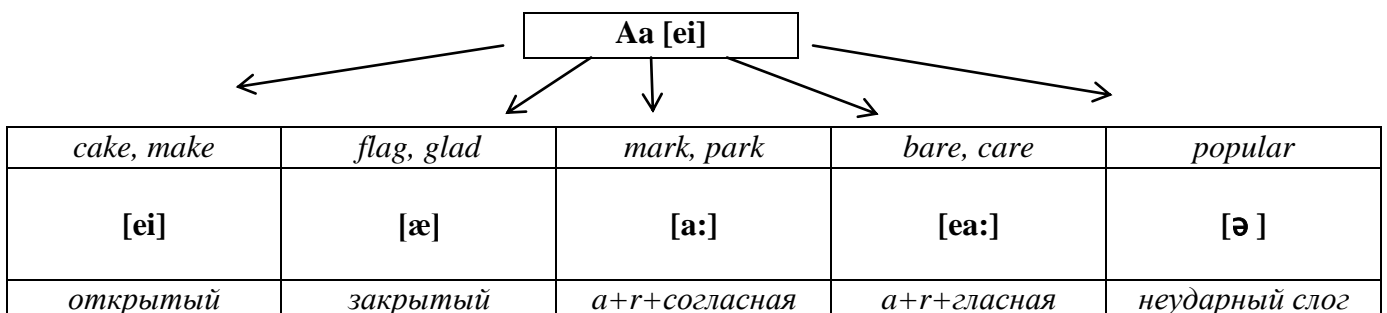 Aa [ei]
cake, make flag, glad mark, park bare, care popular
[ei] [æ] [a:] [ea:] [ə ]
открытый закрытый a+r+согласная a+r+гласная неударный слог